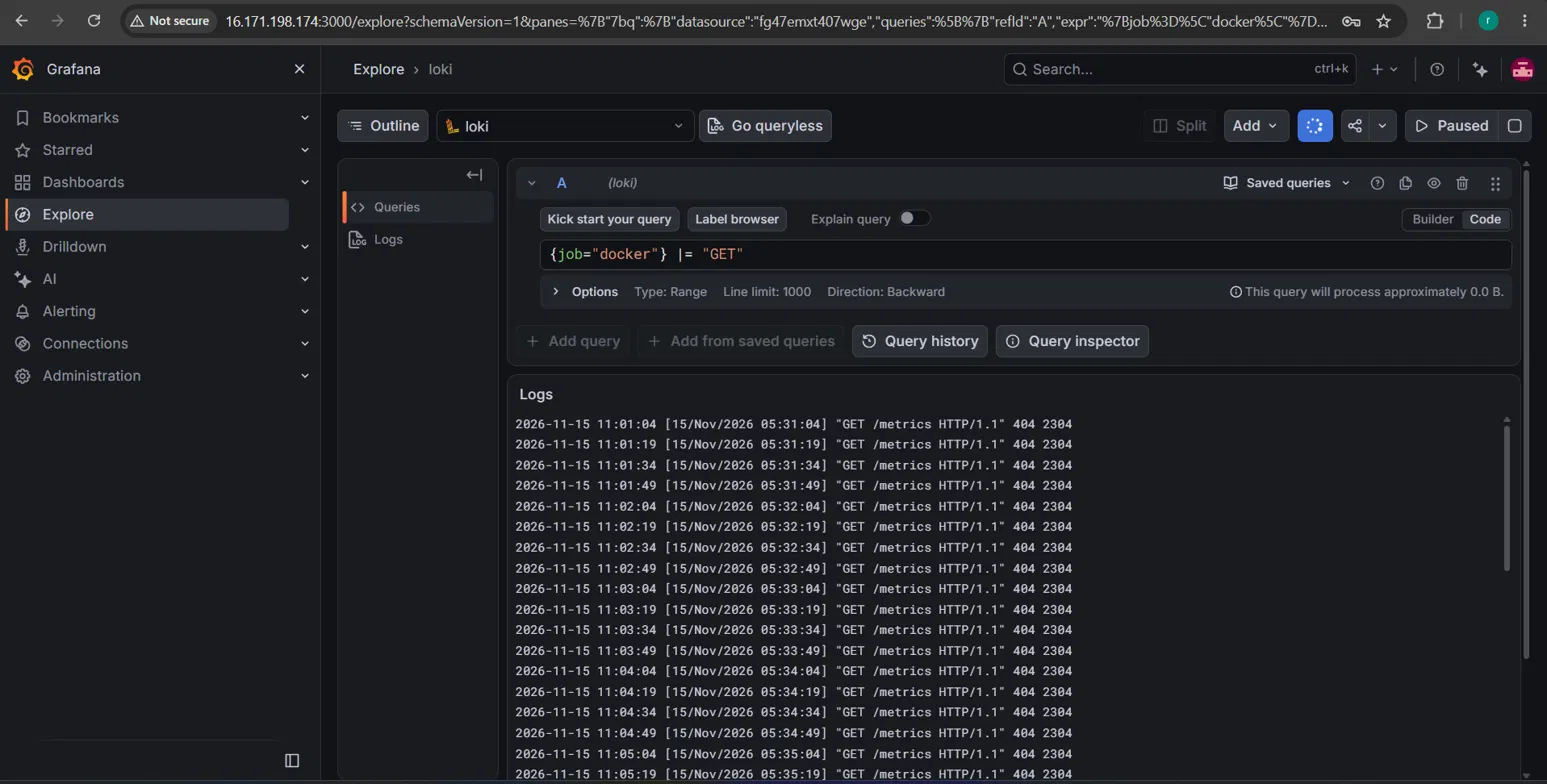 Not secure 16.171.198.174:3000/explore?schemaVersion=1&panes=%7B"7bq":%7B"datasource":"fg47emxt407wge","queries":%5B%7B"refId":"A","expr":"%7Bjob%3D%5C"docker%5C"%7D... r
Grafana
Explore › loki
Search... ctrl+k
Bookmarks
Starred
Dashboards
Explore
Drilldown
AI
Alerting
Connections
Administration
Outline loki Go queryless Split Add Paused
Queries
Logs
A (loki) Saved queries
Kick start your query Label browser Explain query Builder Code
{job="docker"} |= "GET"
Options Type: Range Line limit: 1000 Direction: Backward This query will process approximately 0.0 B.
+ Add query + Add from saved queries Query history Query inspector
Logs
2026-11-15 11:01:04 [15/Nov/2026 05:31:04] "GET /metrics HTTP/1.1" 404 2304
2026-11-15 11:01:19 [15/Nov/2026 05:31:19] "GET /metrics HTTP/1.1" 404 2304
2026-11-15 11:01:34 [15/Nov/2026 05:31:34] "GET /metrics HTTP/1.1" 404 2304
2026-11-15 11:01:49 [15/Nov/2026 05:31:49] "GET /metrics HTTP/1.1" 404 2304
2026-11-15 11:02:04 [15/Nov/2026 05:32:04] "GET /metrics HTTP/1.1" 404 2304
2026-11-15 11:02:19 [15/Nov/2026 05:32:19] "GET /metrics HTTP/1.1" 404 2304
2026-11-15 11:02:34 [15/Nov/2026 05:32:34] "GET /metrics HTTP/1.1" 404 2304
2026-11-15 11:02:49 [15/Nov/2026 05:32:49] "GET /metrics HTTP/1.1" 404 2304
2026-11-15 11:03:04 [15/Nov/2026 05:33:04] "GET /metrics HTTP/1.1" 404 2304
2026-11-15 11:03:19 [15/Nov/2026 05:33:19] "GET /metrics HTTP/1.1" 404 2304
2026-11-15 11:03:34 [15/Nov/2026 05:33:34] "GET /metrics HTTP/1.1" 404 2304
2026-11-15 11:03:49 [15/Nov/2026 05:33:49] "GET /metrics HTTP/1.1" 404 2304
2026-11-15 11:04:04 [15/Nov/2026 05:34:04] "GET /metrics HTTP/1.1" 404 2304
2026-11-15 11:04:19 [15/Nov/2026 05:34:19] "GET /metrics HTTP/1.1" 404 2304
2026-11-15 11:04:34 [15/Nov/2026 05:34:34] "GET /metrics HTTP/1.1" 404 2304
2026-11-15 11:04:49 [15/Nov/2026 05:34:49] "GET /metrics HTTP/1.1" 404 2304
2026-11-15 11:05:04 [15/Nov/2026 05:35:04] "GET /metrics HTTP/1.1" 404 2304
2026-11-15 11:05:19 [15/Nov/2026 05:35:19] "GET /metrics HTTP/1.1" 404 2304